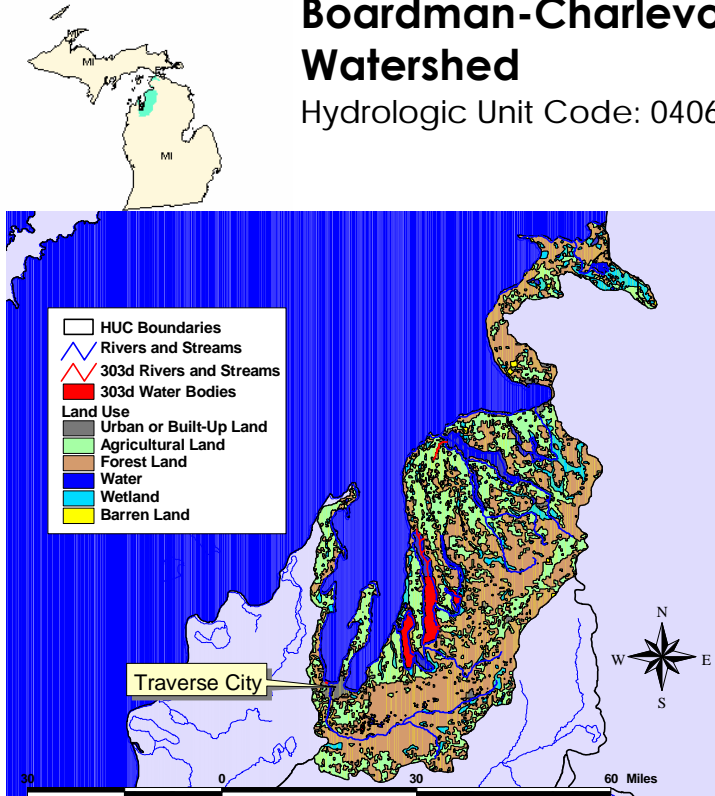 Boardman-Charlevo
Watershed
Hydrologic Unit Code: 0406
MI
MI
MI
HUC Boundaries
Rivers and Streams
303d Rivers and Streams
303d Water Bodies
Land Use
Urban or Built-Up Land
Agricultural Land
Forest Land
Water
Wetland
Barren Land
Traverse City
N
W
E
S
30
0
30
60 Miles